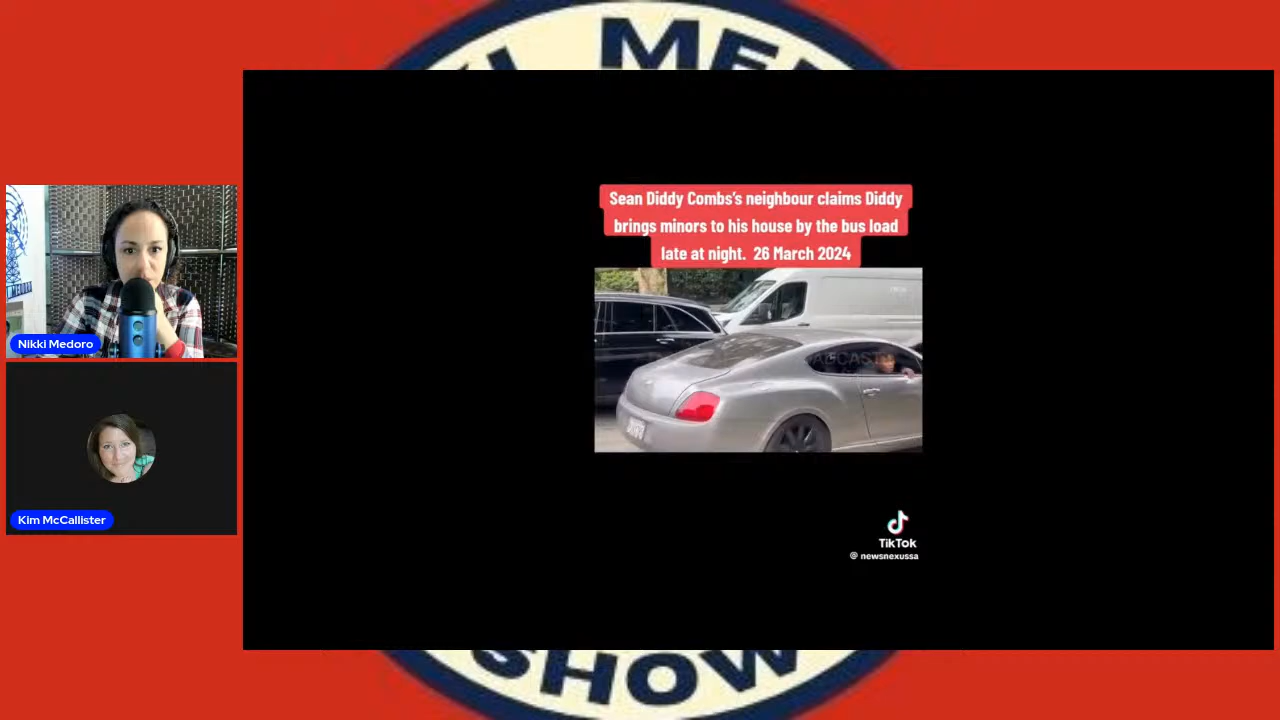 MED
Sean Diddy Combs's neighbour claims Diddy
brings minors to his house by the bus load
late at night. 26 March 2024
Nikki Medoro
Kim McCallister
TikTok
@ newsnexussa
SHOW